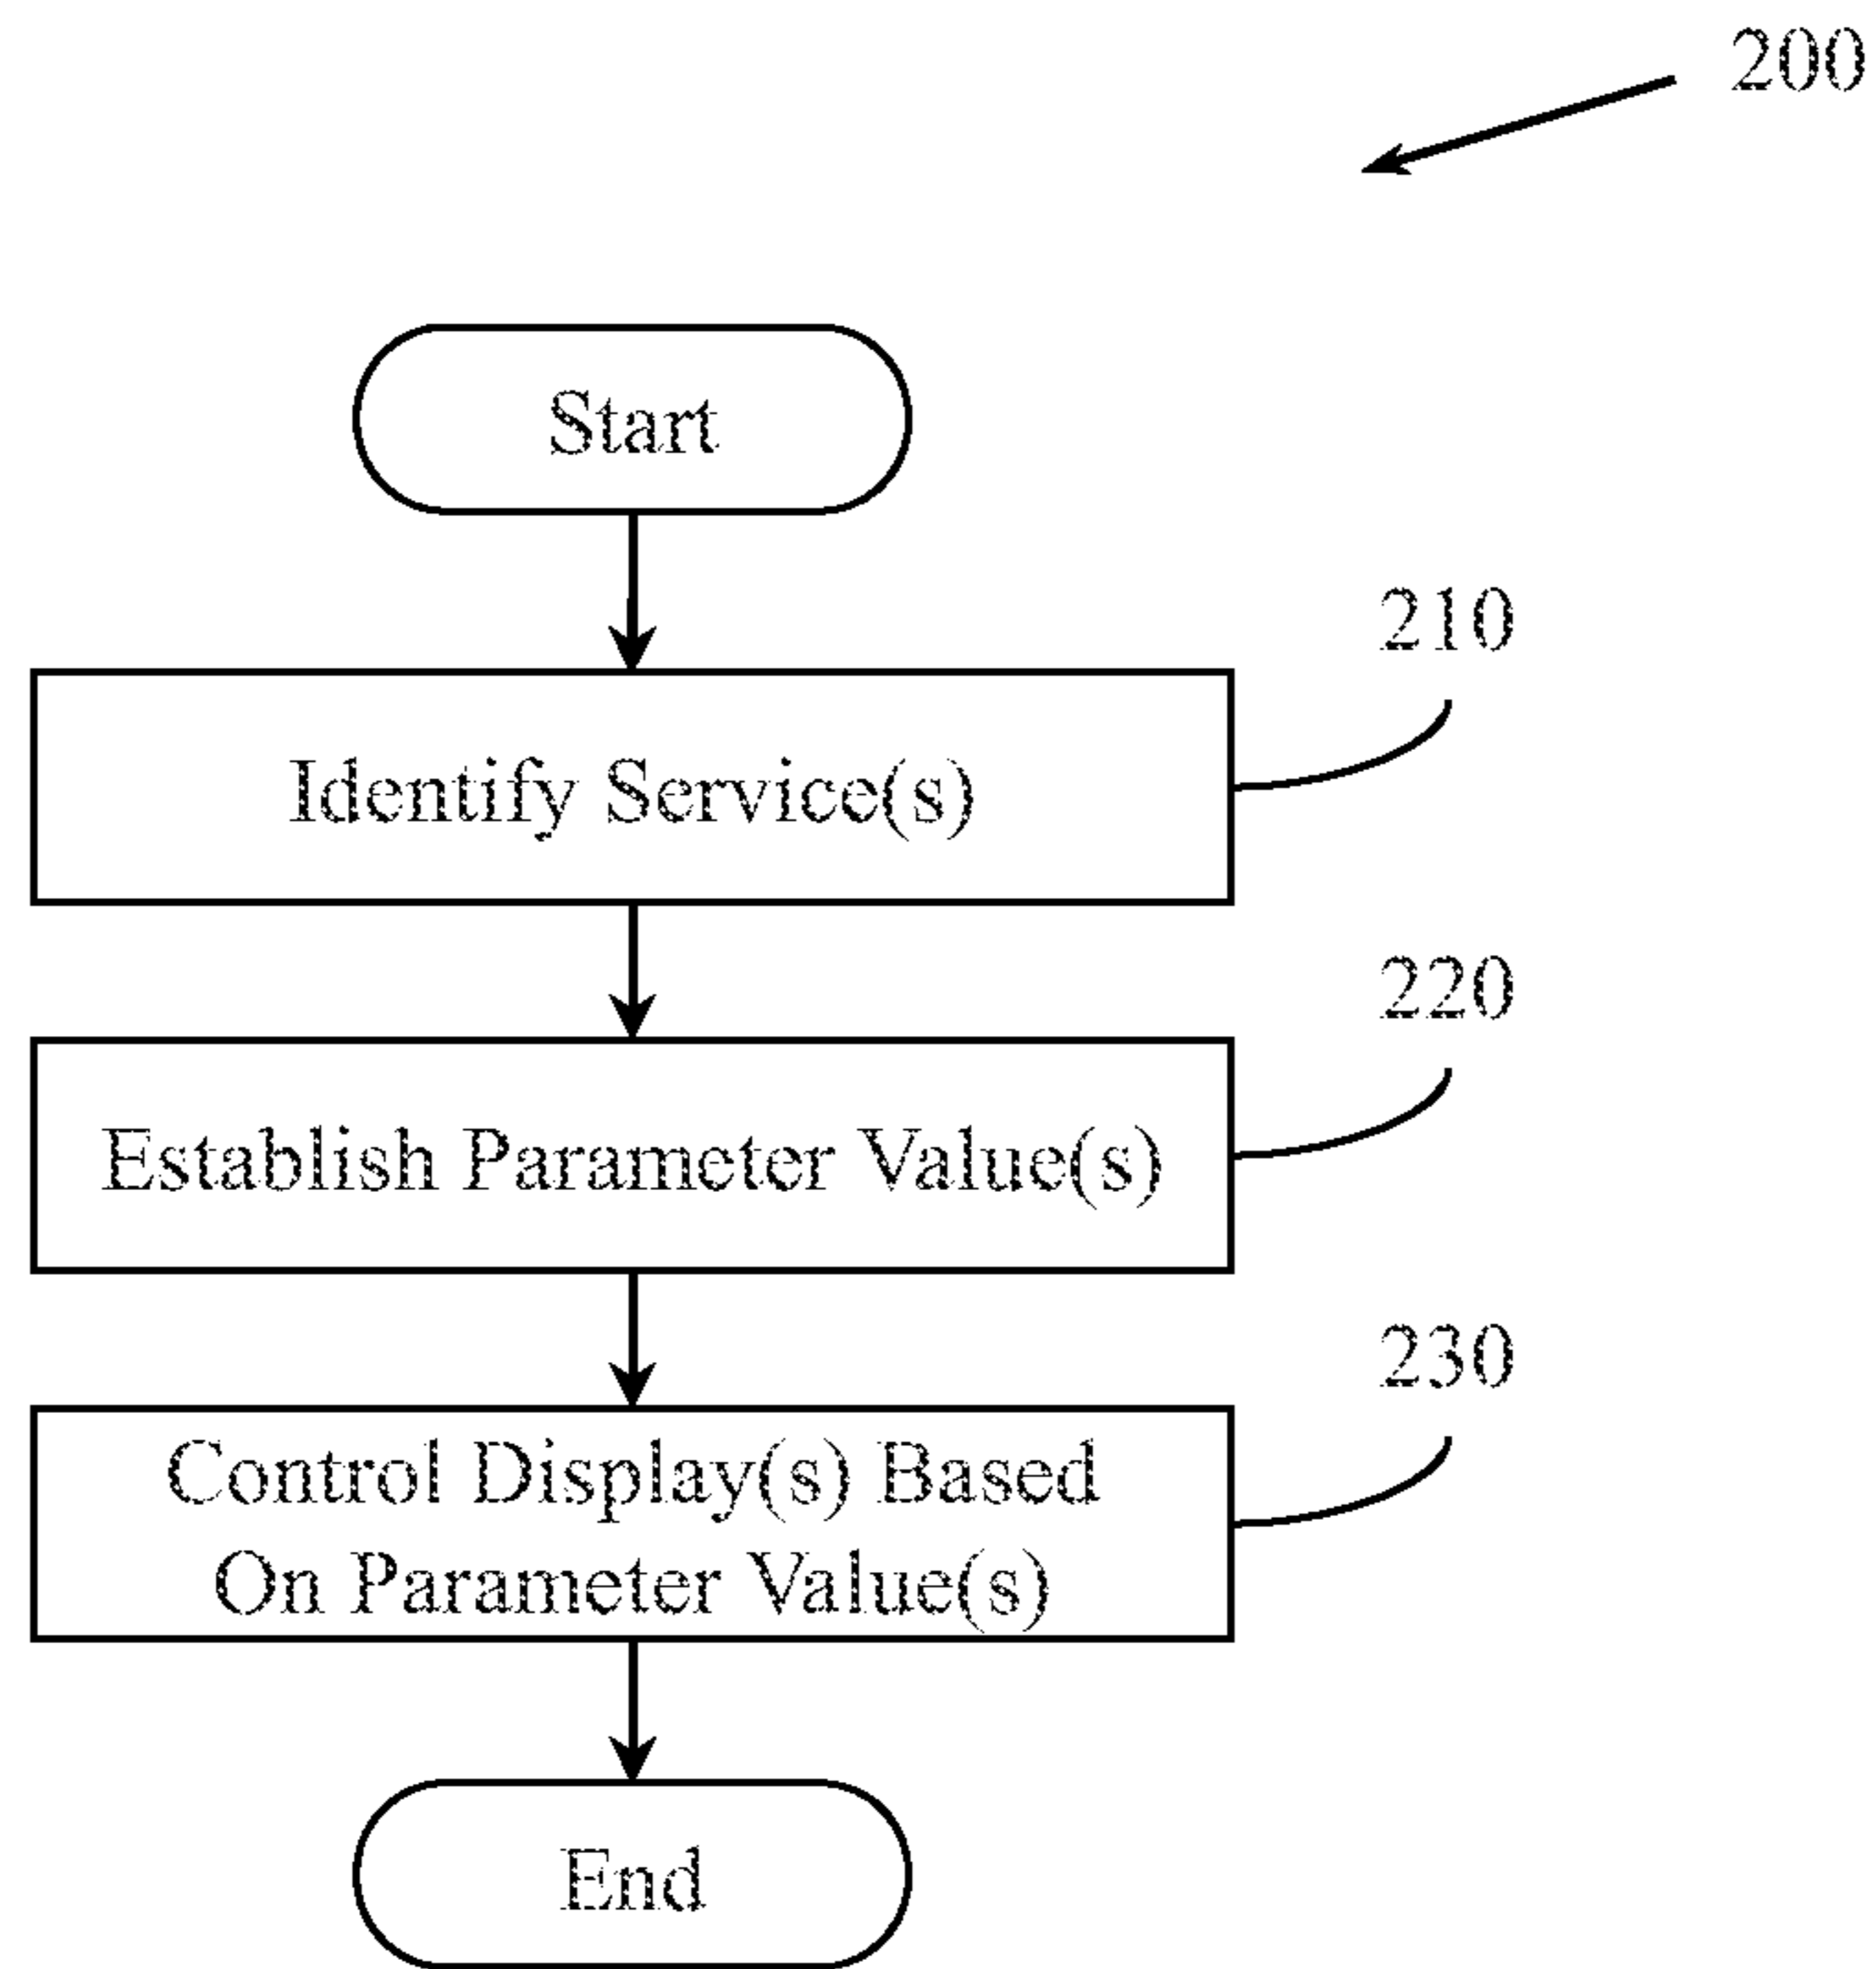 200
Start
210
Identify Service(s)
220
Establish Parameter Value(s)
230
Control Display(s) Based
On Parameter Value(s)
End